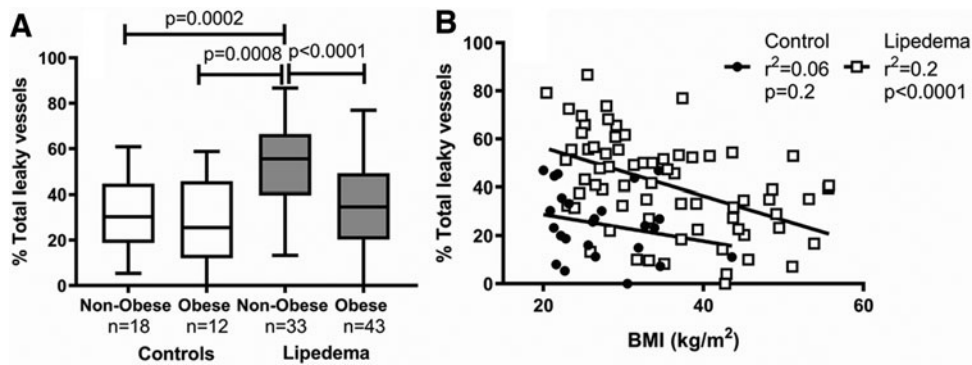 A
p=0.0002
p=0.0008
p<0.0001
% Total leaky vessels
100
80
60
40
20
0
Non-Obese Obese Non-Obese Obese
n=18 n=12 n=33 n=43
Controls Lipedema
B
Control Lipedema
r²=0.06 r²=0.2
p=0.2 p<0.0001
% Total leaky vessels
100
80
60
40
20
0
20 40 60
BMI (kg/m²)